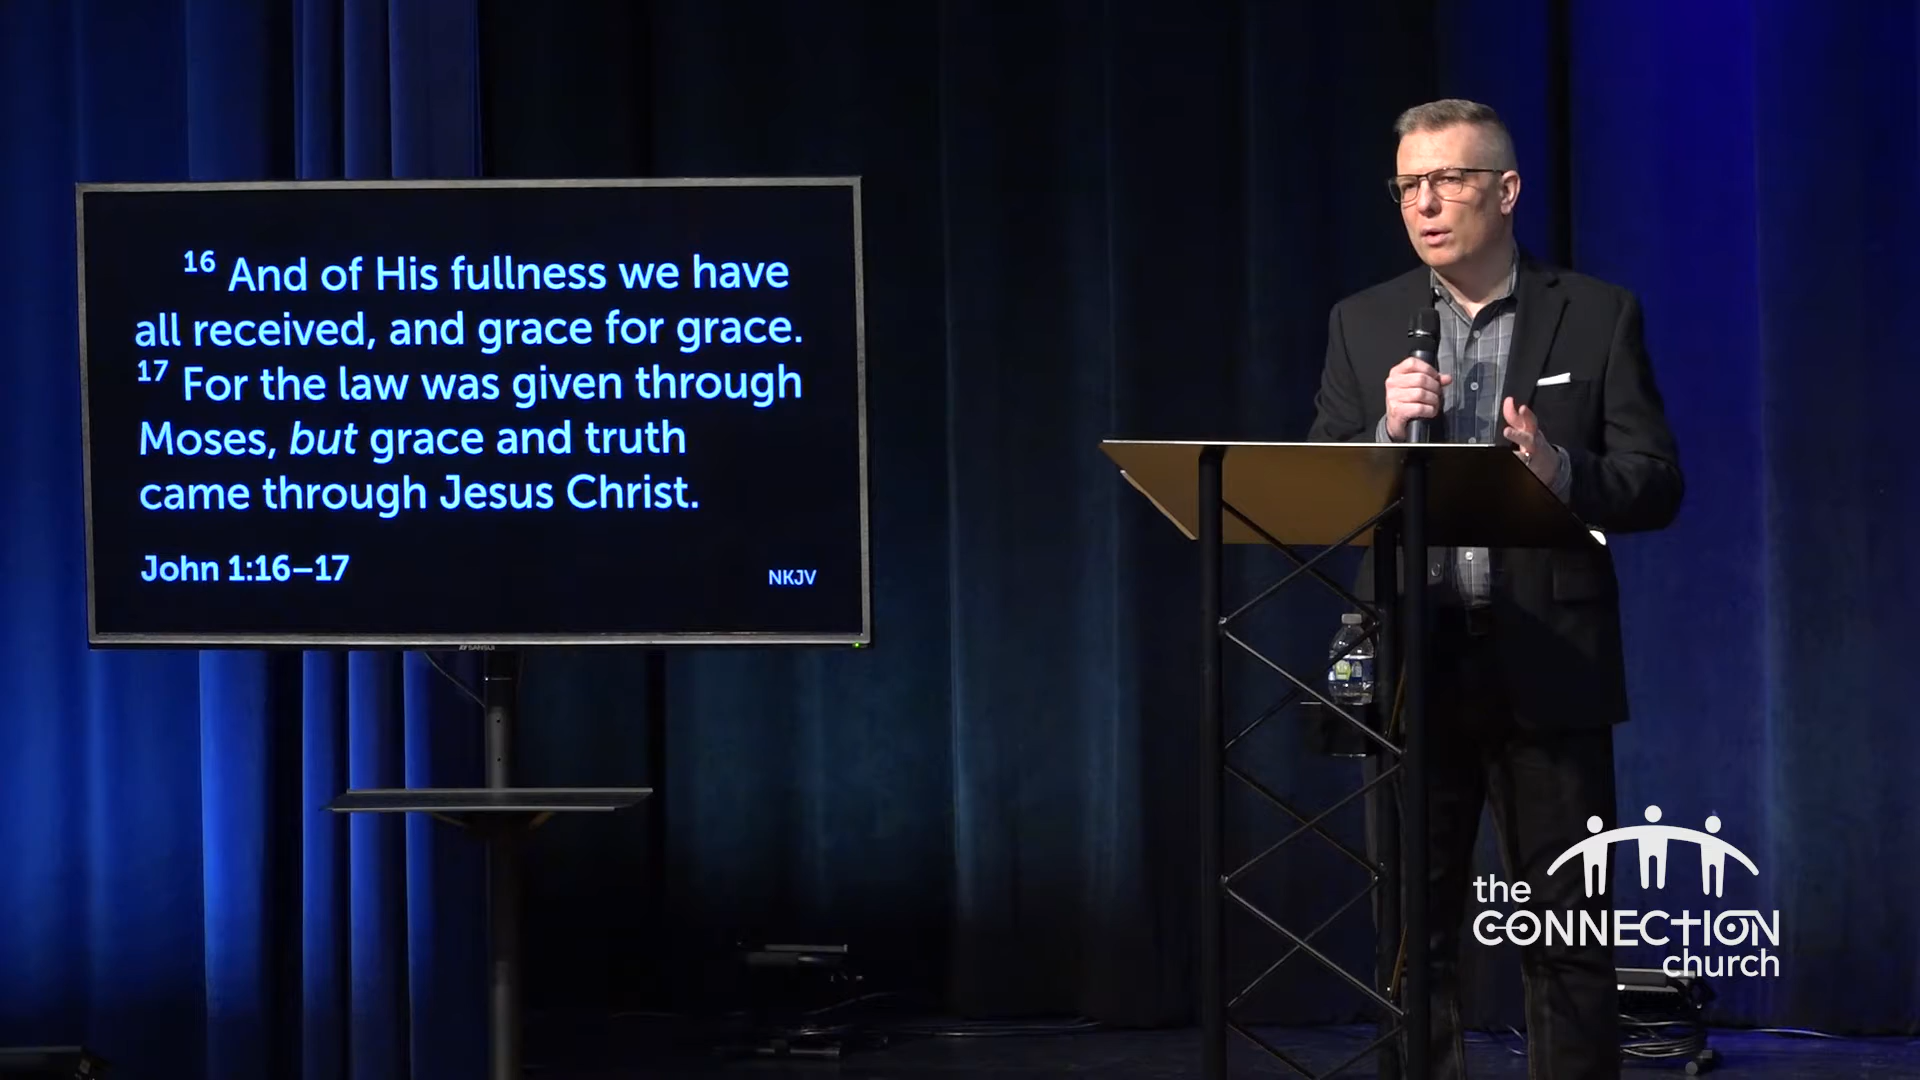 16 And of His fullness we have
all received, and grace for grace.
17 For the law was given through
Moses, but grace and truth
came through Jesus Christ.
John 1:16–17
NKJV
SANSUI
the
CONNECTION
church